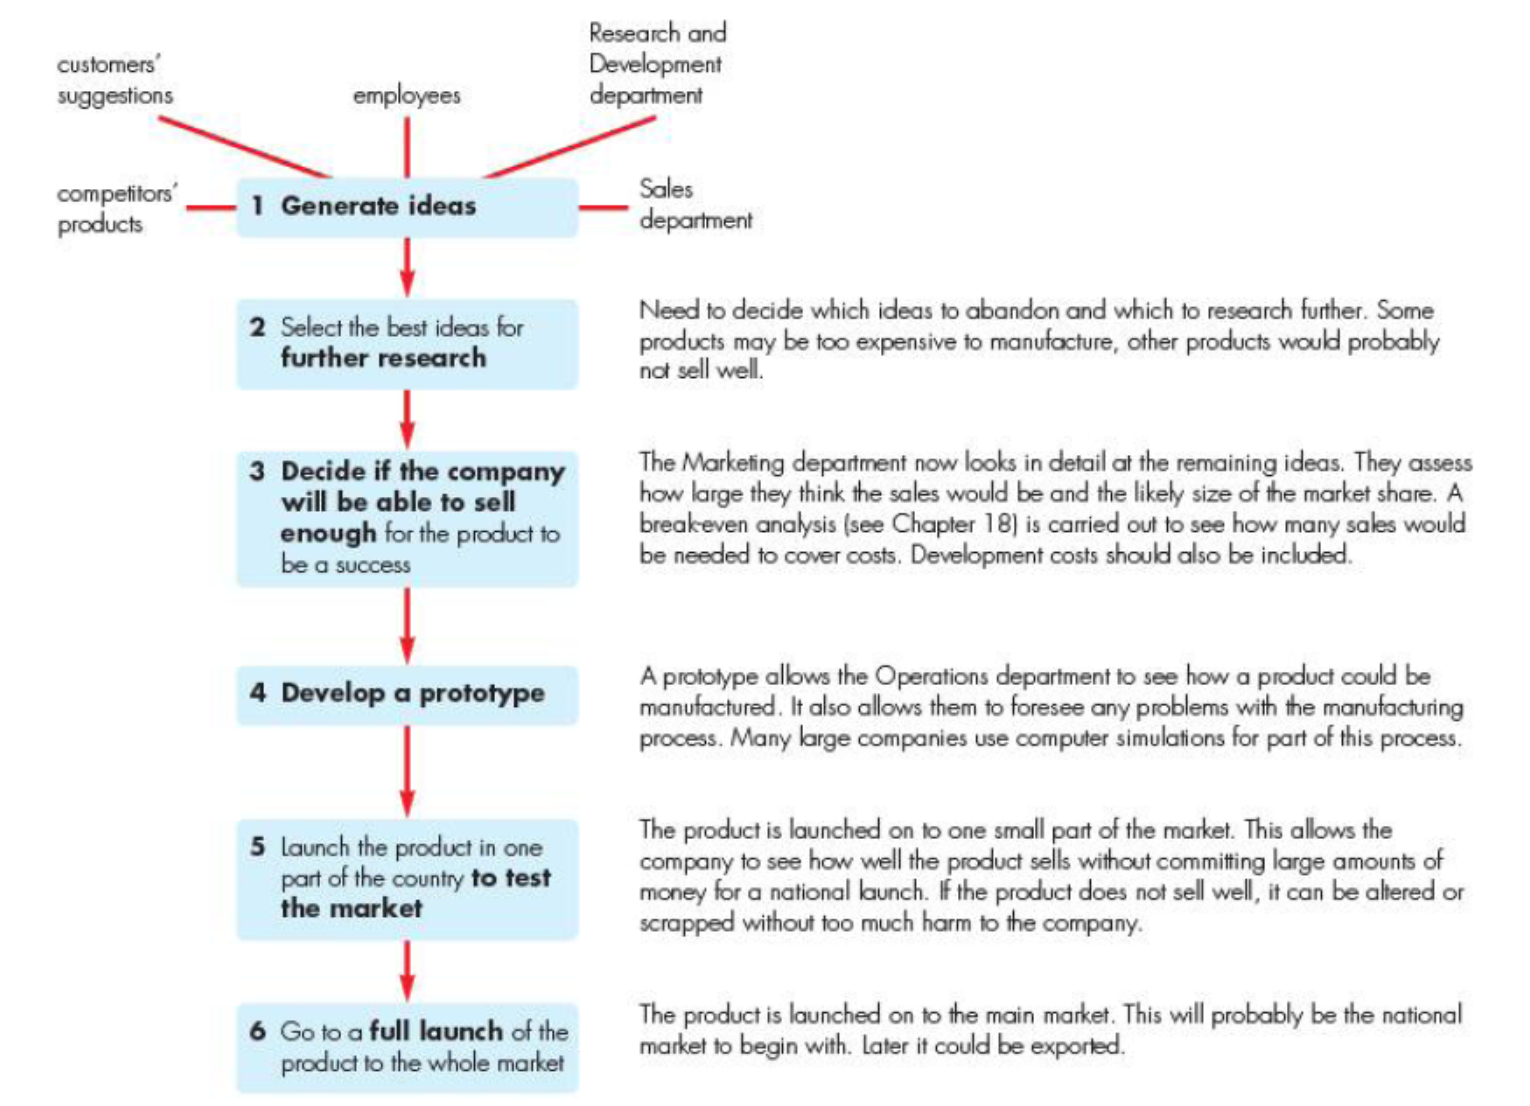 Research and
Development
department
customers'
suggestions
employees
competitors'
products
1 Generate ideas
Sales
department
2 Select the best ideas for
further research
Need to decide which ideas to abandon and which to research further. Some
products may be too expensive to manufacture, other products would probably
not sell well.
3 Decide if the company
will be able to sell
enough for the product to
be a success
The Marketing department now looks in detail at the remaining ideas. They assess
how large they think the sales would be and the likely size of the market share. A
break-even analysis (see Chapter 18) is carried out to see how many sales would
be needed to cover costs. Development costs should also be included.
4 Develop a prototype
A prototype allows the Operations department to see how a product could be
manufactured. It also allows them to foresee any problems with the manufacturing
process. Many large companies use computer simulations for part of this process.
5 Launch the product in one
part of the country to test
the market
The product is launched on to one small part of the market. This allows the
company to see how well the product sells without committing large amounts of
money for a national launch. If the product does not sell well, it can be altered or
scrapped without too much harm to the company.
6 Go to a full launch of the
product to the whole market
The product is launched on to the main market. This will probably be the national
market to begin with. Later it could be exported.